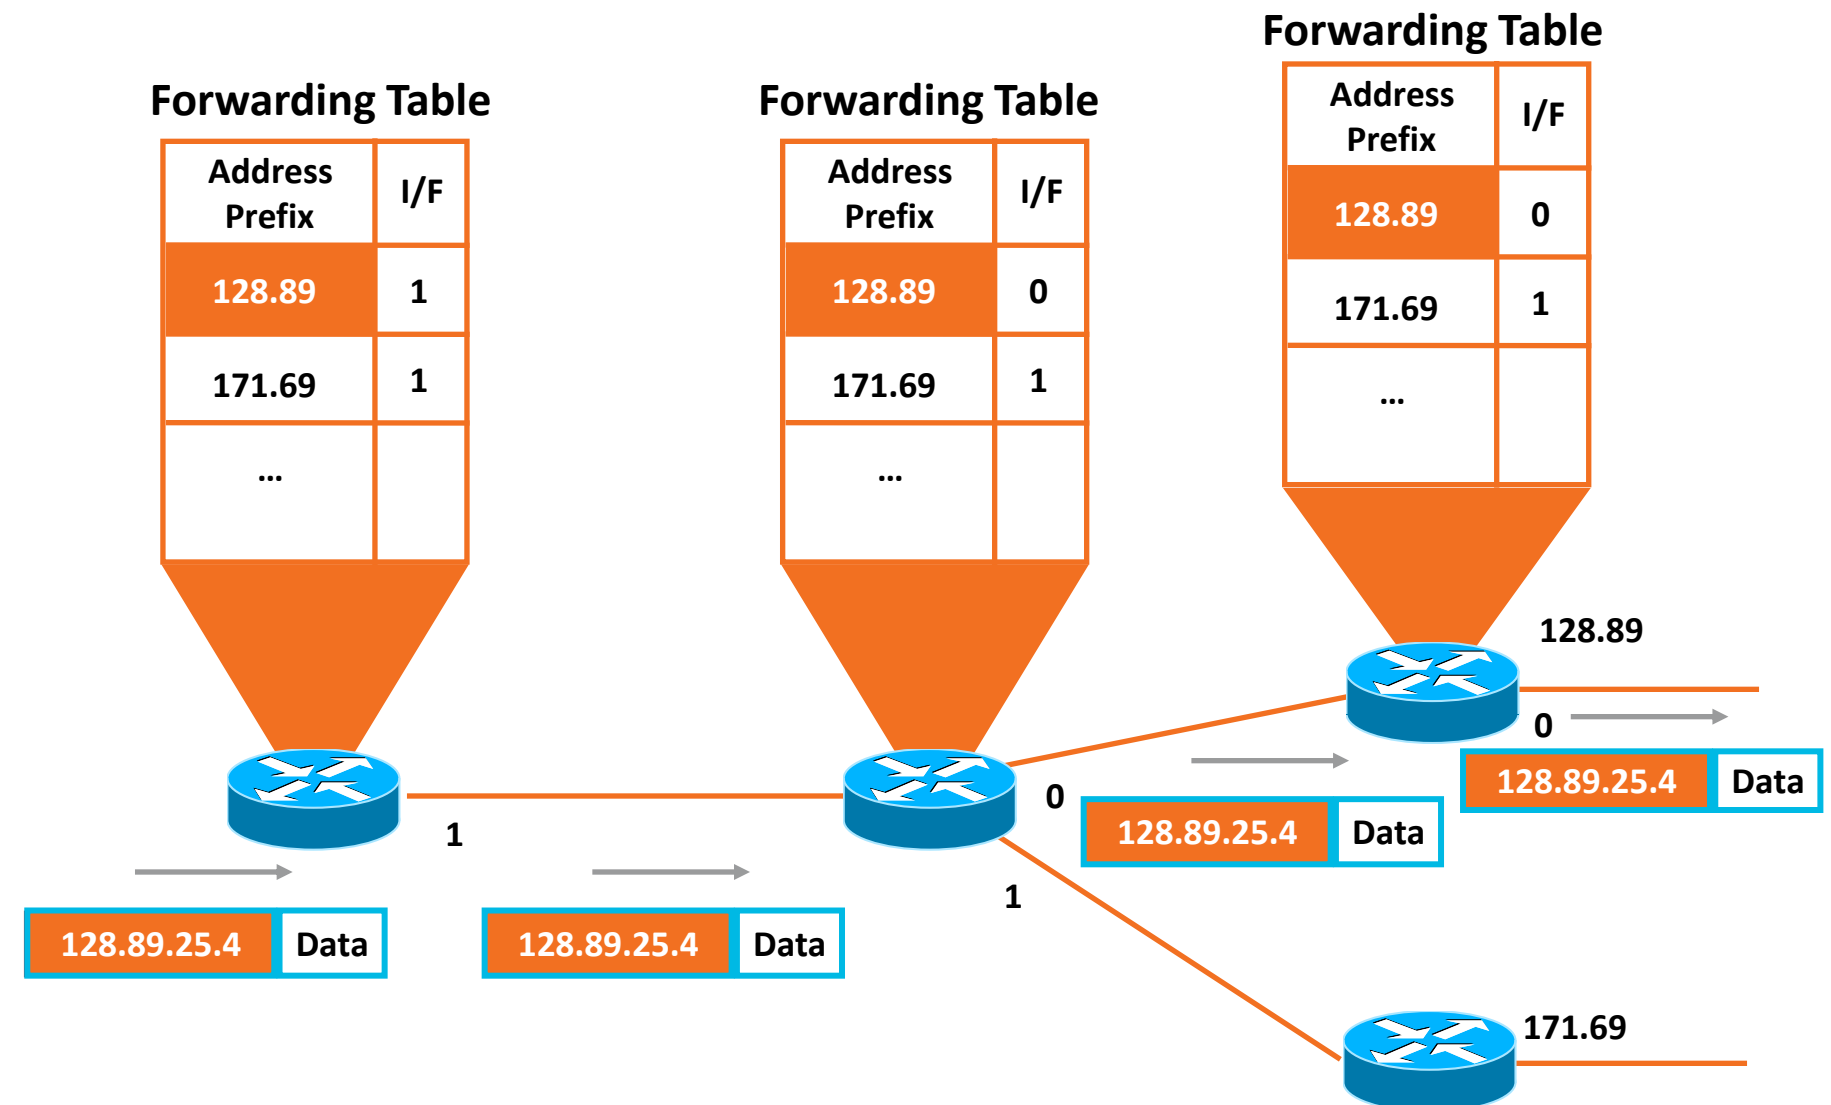 Forwarding Table
Address
Prefix
I/F
128.89 1
171.69 1
...
Forwarding Table
Address
Prefix
I/F
128.89 0
171.69 1
...
Forwarding Table
Address
Prefix
I/F
128.89 0
171.69 1
...
128.89
0
128.89.25.4 Data
0
128.89.25.4 Data
1
1
128.89.25.4 Data
128.89.25.4 Data
171.69